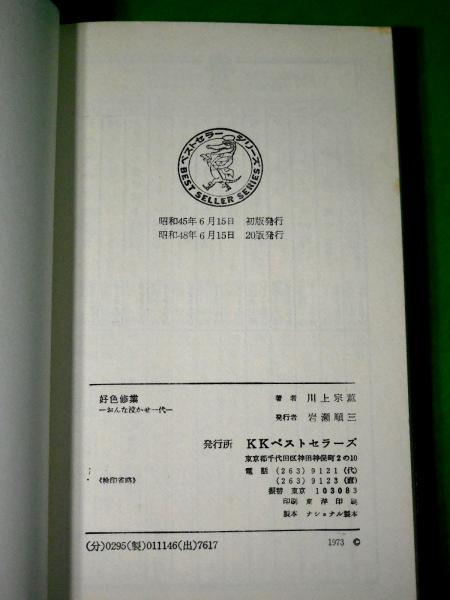 ベストセラー シリーズ
BEST SELLER SERIES
昭和45年6月15日 初版発行
昭和48年6月15日 20版発行
好色修業
—おんな泣かせ一代—
《検印省略》
著者 川上宗薫
発行者 岩瀬順三
発行所 KKベストセラーズ
東京都千代田区神田神保町2の10
電話 (263) 9121 (代)
(263) 9123 (直)
振替 東京 103083
印刷 東洋印刷
製本 ナショナル製本
(分)0295(製)011146(出)7617
1973 ©